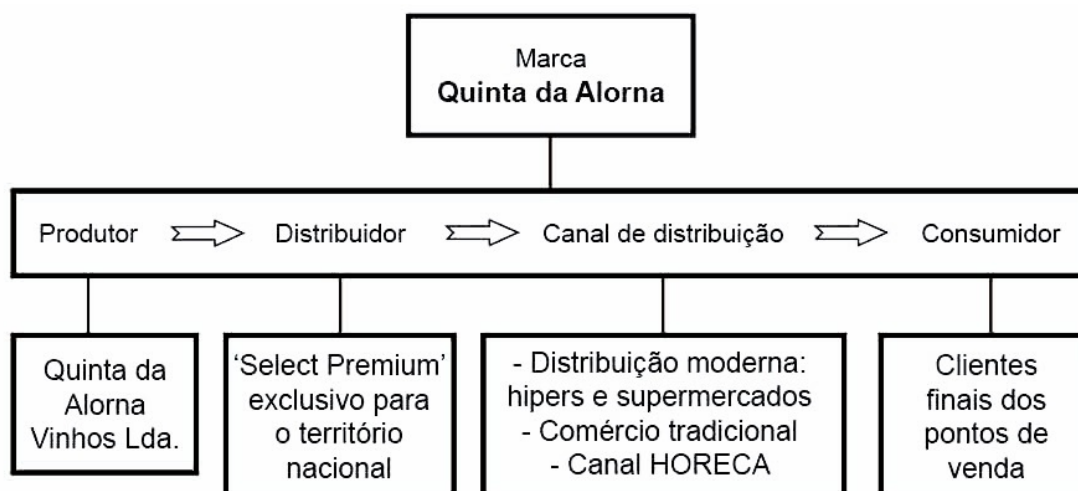 Marca
Quinta da Alorna
Produtor
Distribuidor
Canal de distribuição
Consumidor
Quinta da
Alorna
Vinhos Lda.
‘Select Premium’
exclusivo para
o território
nacional
- Distribuição moderna:
hipers e supermercados
- Comércio tradicional
- Canal HORECA
Clientes
finais dos
pontos de
venda